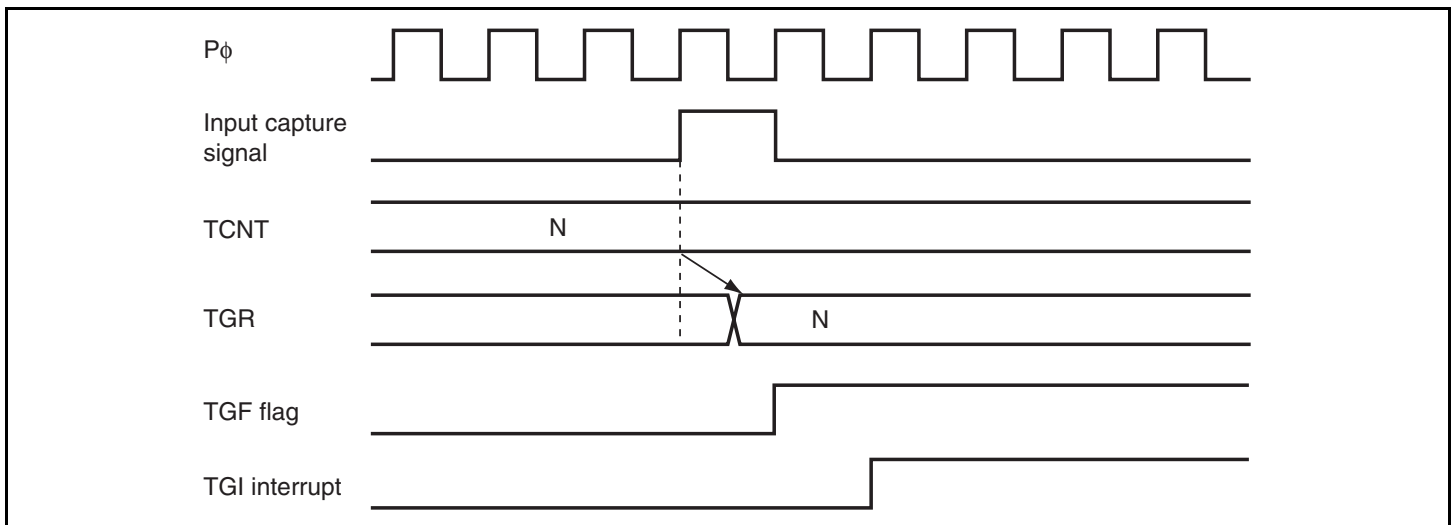 Pϕ
Input capture
signal
TCNT
N
TGR
N
TGF flag
TGI interrupt